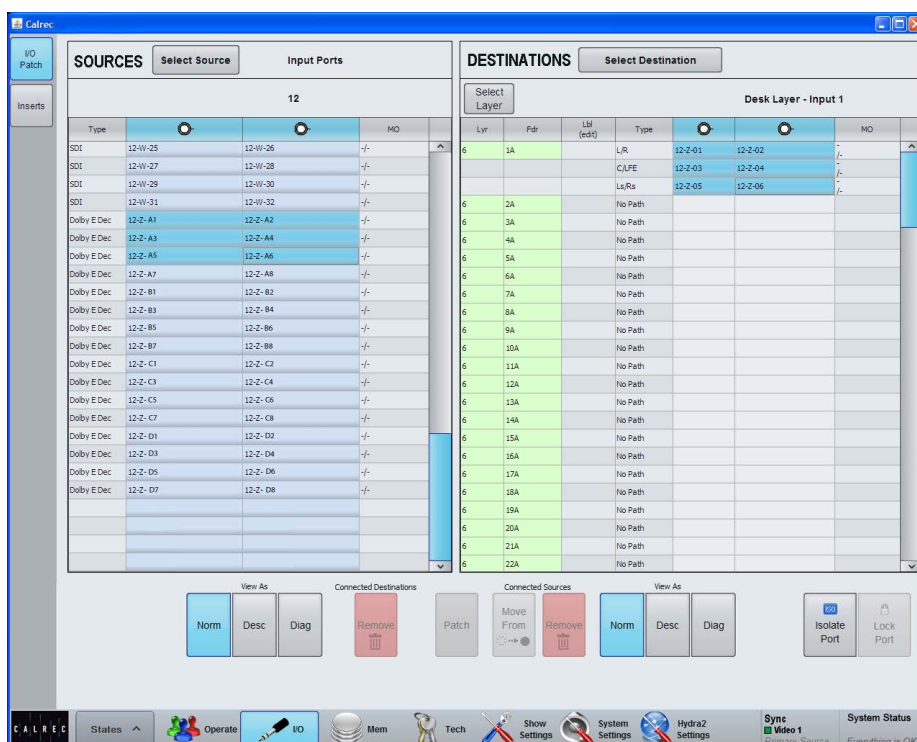 Calrec
I/O
Patch
Inserts
SOURCES Select Source Input Ports
12
Type MO
SDI 12-W-25 12-W-26 -/-
SDI 12-W-27 12-W-28 -/-
SDI 12-W-29 12-W-30 -/-
SDI 12-W-31 12-W-32 -/-
Dolby E Dec 12-Z- A1 12-Z- A2 -/-
Dolby E Dec 12-Z- A3 12-Z- A4 -/-
Dolby E Dec 12-Z- A5 12-Z- A6 -/-
Dolby E Dec 12-Z- A7 12-Z- A8 -/-
Dolby E Dec 12-Z- B1 12-Z- B2 -/-
Dolby E Dec 12-Z- B3 12-Z- B4 -/-
Dolby E Dec 12-Z- B5 12-Z- B6 -/-
Dolby E Dec 12-Z- B7 12-Z- B8 -/-
Dolby E Dec 12-Z- C1 12-Z- C2 -/-
Dolby E Dec 12-Z- C3 12-Z- C4 -/-
Dolby E Dec 12-Z- C5 12-Z- C6 -/-
Dolby E Dec 12-Z- C7 12-Z- C8 -/-
Dolby E Dec 12-Z- D1 12-Z- D2 -/-
Dolby E Dec 12-Z- D3 12-Z- D4 -/-
Dolby E Dec 12-Z- D5 12-Z- D6 -/-
Dolby E Dec 12-Z- D7 12-Z- D8 -/-
DESTINATIONS Select Destination
Select
Layer
Desk Layer - Input 1
Lyr Fdr Lbl
(edit) Type MO
6 1A L/R 12-Z-01 12-Z-02 -/-
C/LFE 12-Z-03 12-Z-04 -/-
Ls/Rs 12-Z-05 12-Z-06 -/-
6 2A No Path
6 3A No Path
6 4A No Path
6 5A No Path
6 6A No Path
6 7A No Path
6 8A No Path
6 9A No Path
6 10A No Path
6 11A No Path
6 12A No Path
6 13A No Path
6 14A No Path
6 15A No Path
6 16A No Path
6 17A No Path
6 18A No Path
6 19A No Path
6 20A No Path
6 21A No Path
6 22A No Path
View As
Norm Desc Diag
Connected Destinations
Remove
Patch
Connected Sources
Move
From
Remove
View As
Norm Desc Diag
ISO
Isolate
Port
Lock
Port
CALREC
States
Operate
I/O
Mem
Tech
Show
Settings
System
Settings
Hydra2
Settings
Sync
Video 1
Primary Source
System Status
Everything is OK